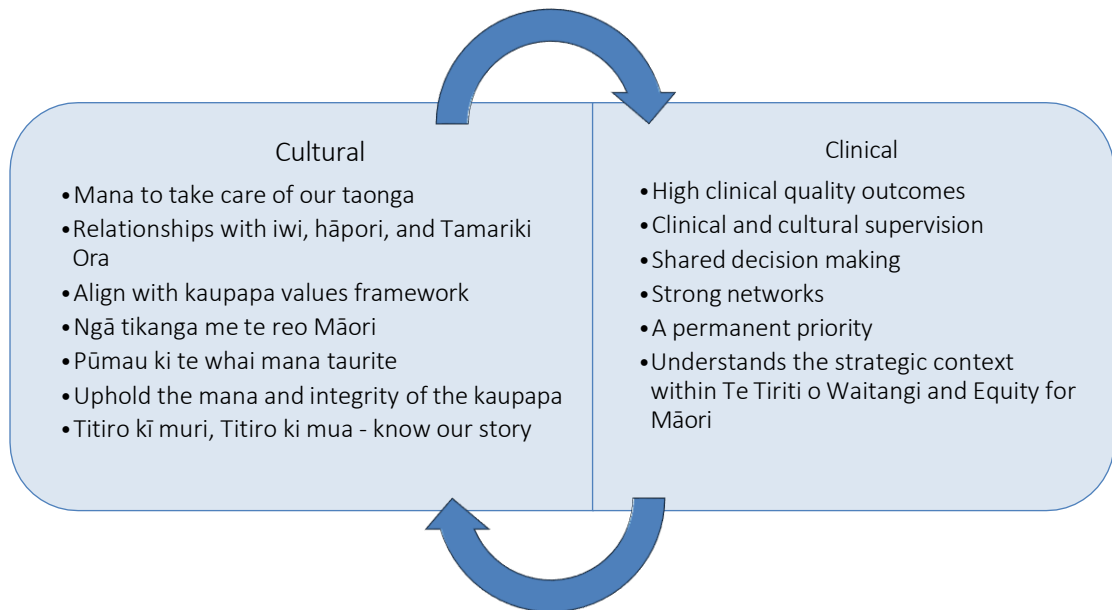 Cultural
•Mana to take care of our taonga
•Relationships with iwi, hāpori, and Tamariki
Ora
•Align with kaupapa values framework
•Ngā tikanga me te reo Māori
•Pūmau ki te whai mana taurite
•Uphold the mana and integrity of the kaupapa
•Titiro kī muri, Titiro ki mua - know our story
Clinical
•High clinical quality outcomes
•Clinical and cultural supervision
•Shared decision making
•Strong networks
•A permanent priority
•Understands the strategic context
within Te Tiriti o Waitangi and Equity for
Māori